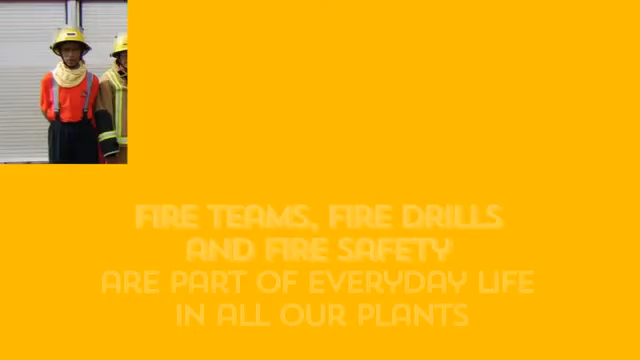 FIRE TEAMS, FIRE DRILLS
AND FIRE SAFETY
ARE PART OF EVERYDAY LIFE
IN ALL OUR PLANTS